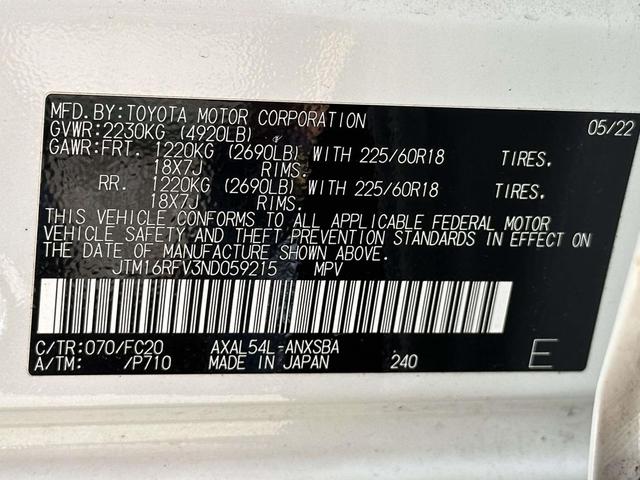 MFD.BY:TOYOTA MOTOR CORPORATION 05/22
GVWR:2230KG (4920LB)
GAWR:FRT. 1220KG (2690LB) WITH 225/60R18 TIRES.
18X7J RIMS.
RR. 1220KG (2690LB) WITH 225/60R18 TIRES.
18X7J RIMS.
THIS VEHICLE CONFORMS TO ALL APPLICABLE FEDERAL MOTOR
VEHICLE SAFETY AND THEFT PREVENTION STANDARDS IN EFFECT ON
THE DATE OF MANUFACTURE SHOWN ABOVE.
JTM16RFV3ND059215 MPV
C/TR:070/FC20 AXAL54L-ANXSBA
A/TM: /P710 MADE IN JAPAN 240 E